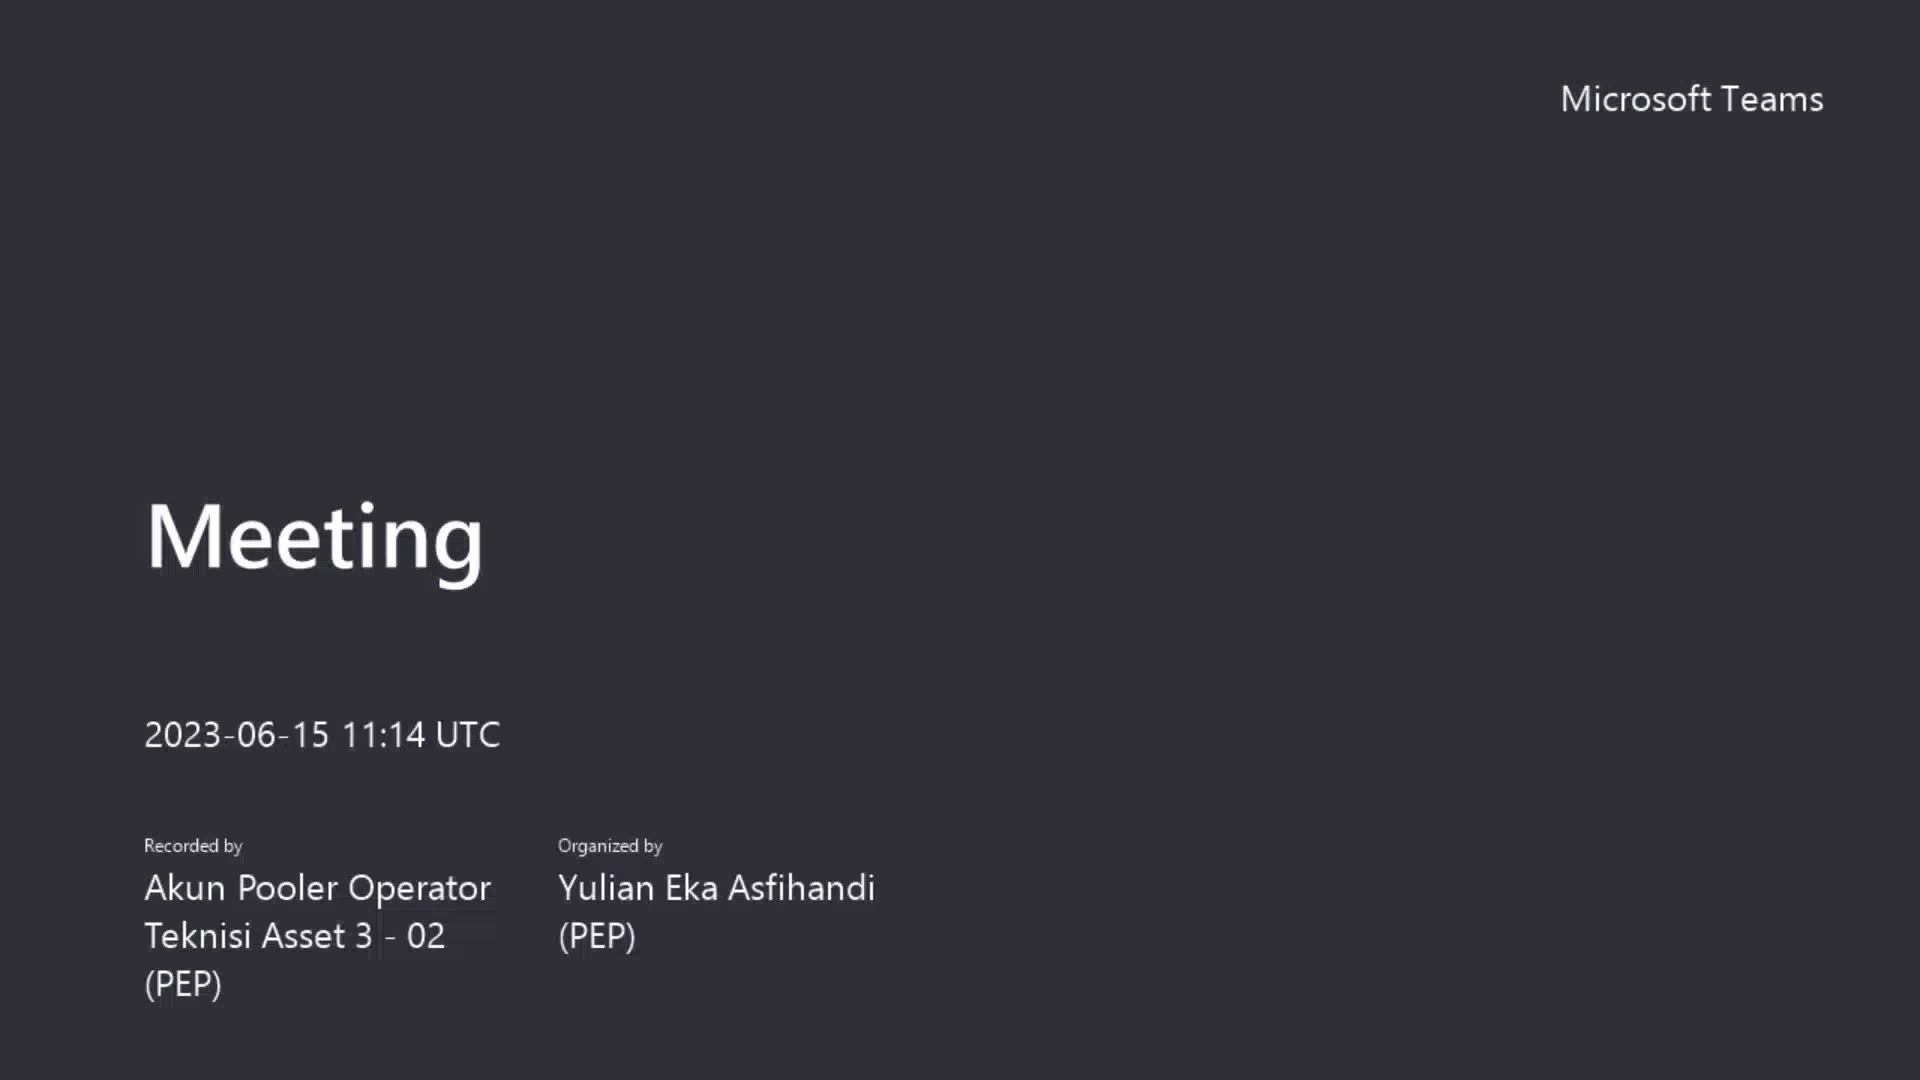 Microsoft Teams
Meeting
2023-06-15 11:14 UTC
Recorded by
Akun Pooler Operator
Teknisi Asset 3 - 02
(PEP)
Organized by
Yulian Eka Asfihandi
(PEP)